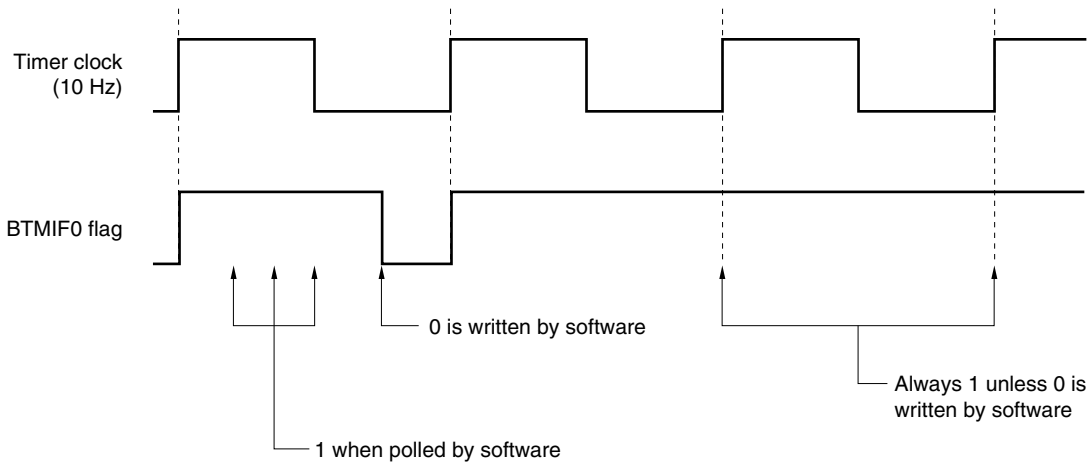 Timer clock
(10 Hz)
BTMIF0 flag
0 is written by software
Always 1 unless 0 is
written by software
1 when polled by software